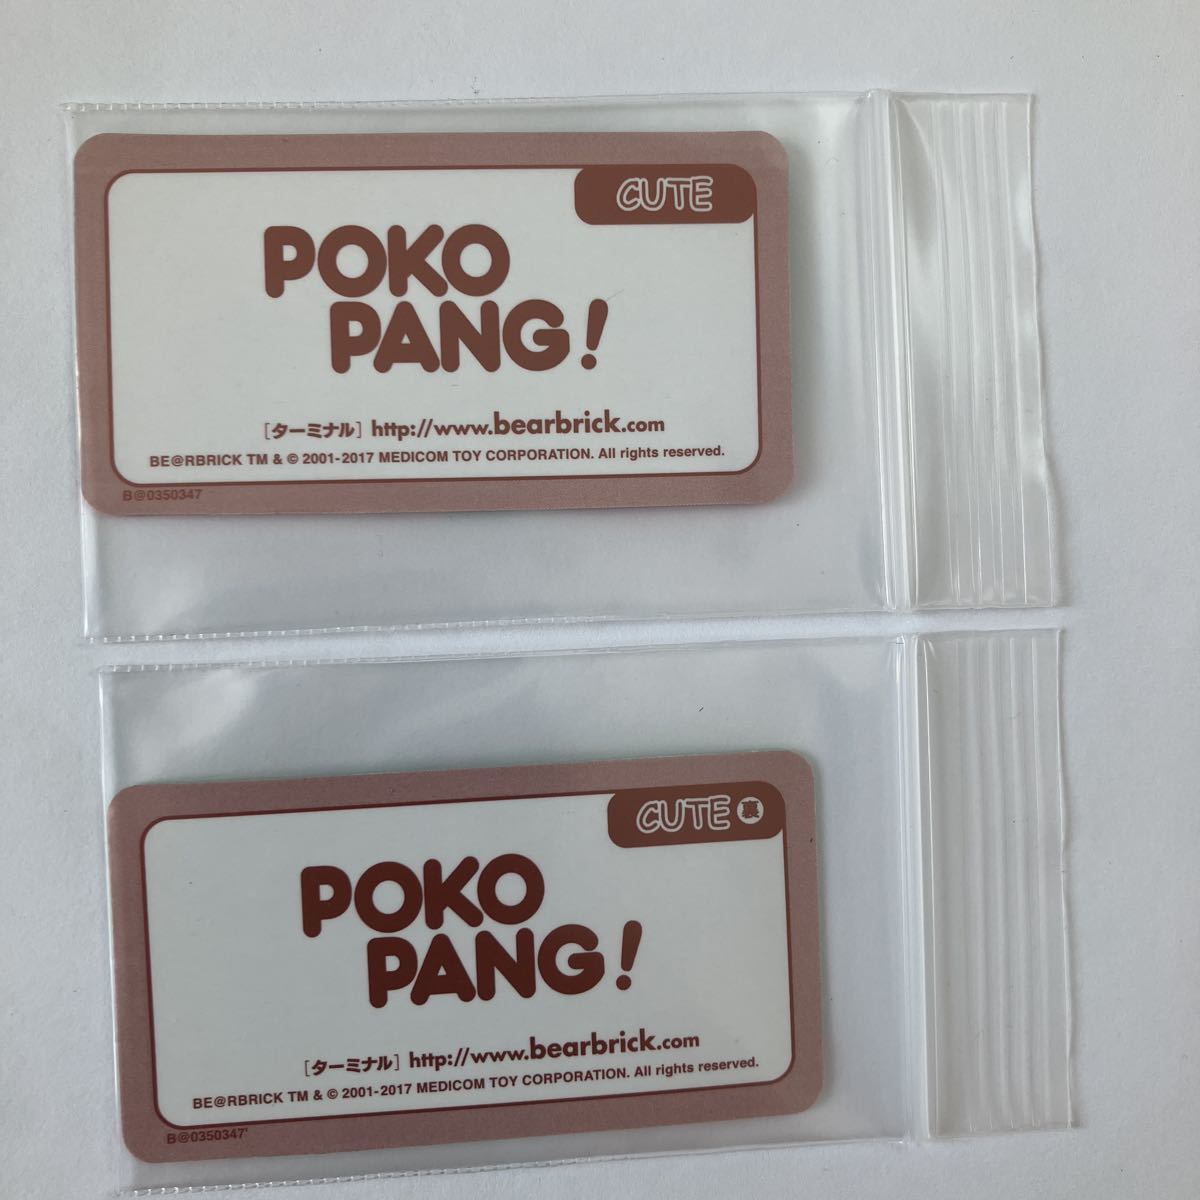 CUTE
POKO
PANG!
[ターミナル] http://www.bearbrick.com
BE@RBRICK TM & © 2001-2017 MEDICOM TOY CORPORATION. All rights reserved.
B@0350347
CUTE 裏
POKO
PANG!
[ターミナル] http://www.bearbrick.com
BE@RBRICK TM & © 2001-2017 MEDICOM TOY CORPORATION. All rights reserved.
B@0350347'